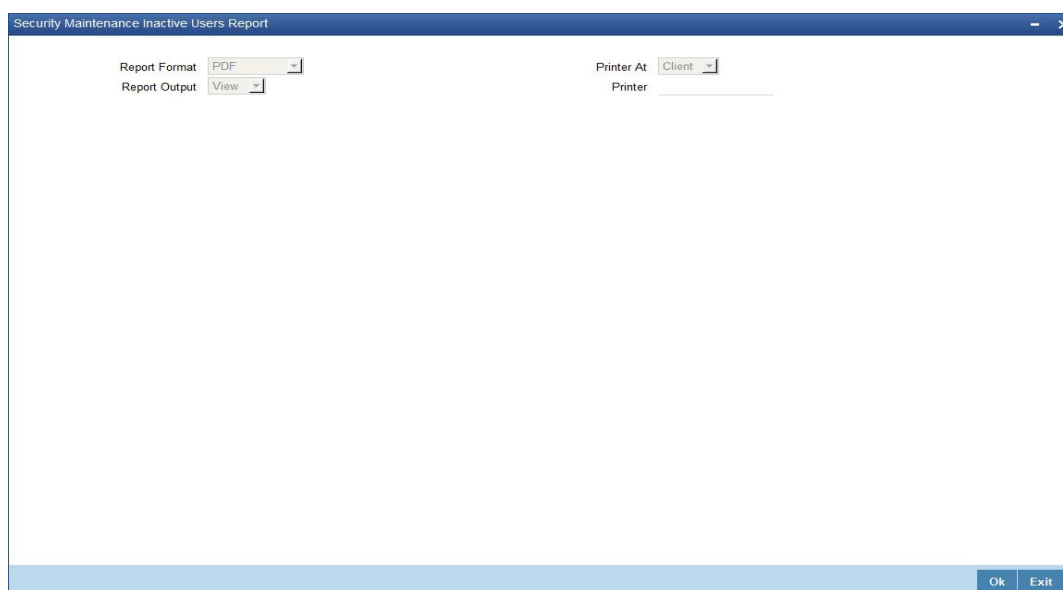 Security Maintenance Inactive Users Report
Report Format PDF Printer At Client
Report Output View Printer
Ok Exit